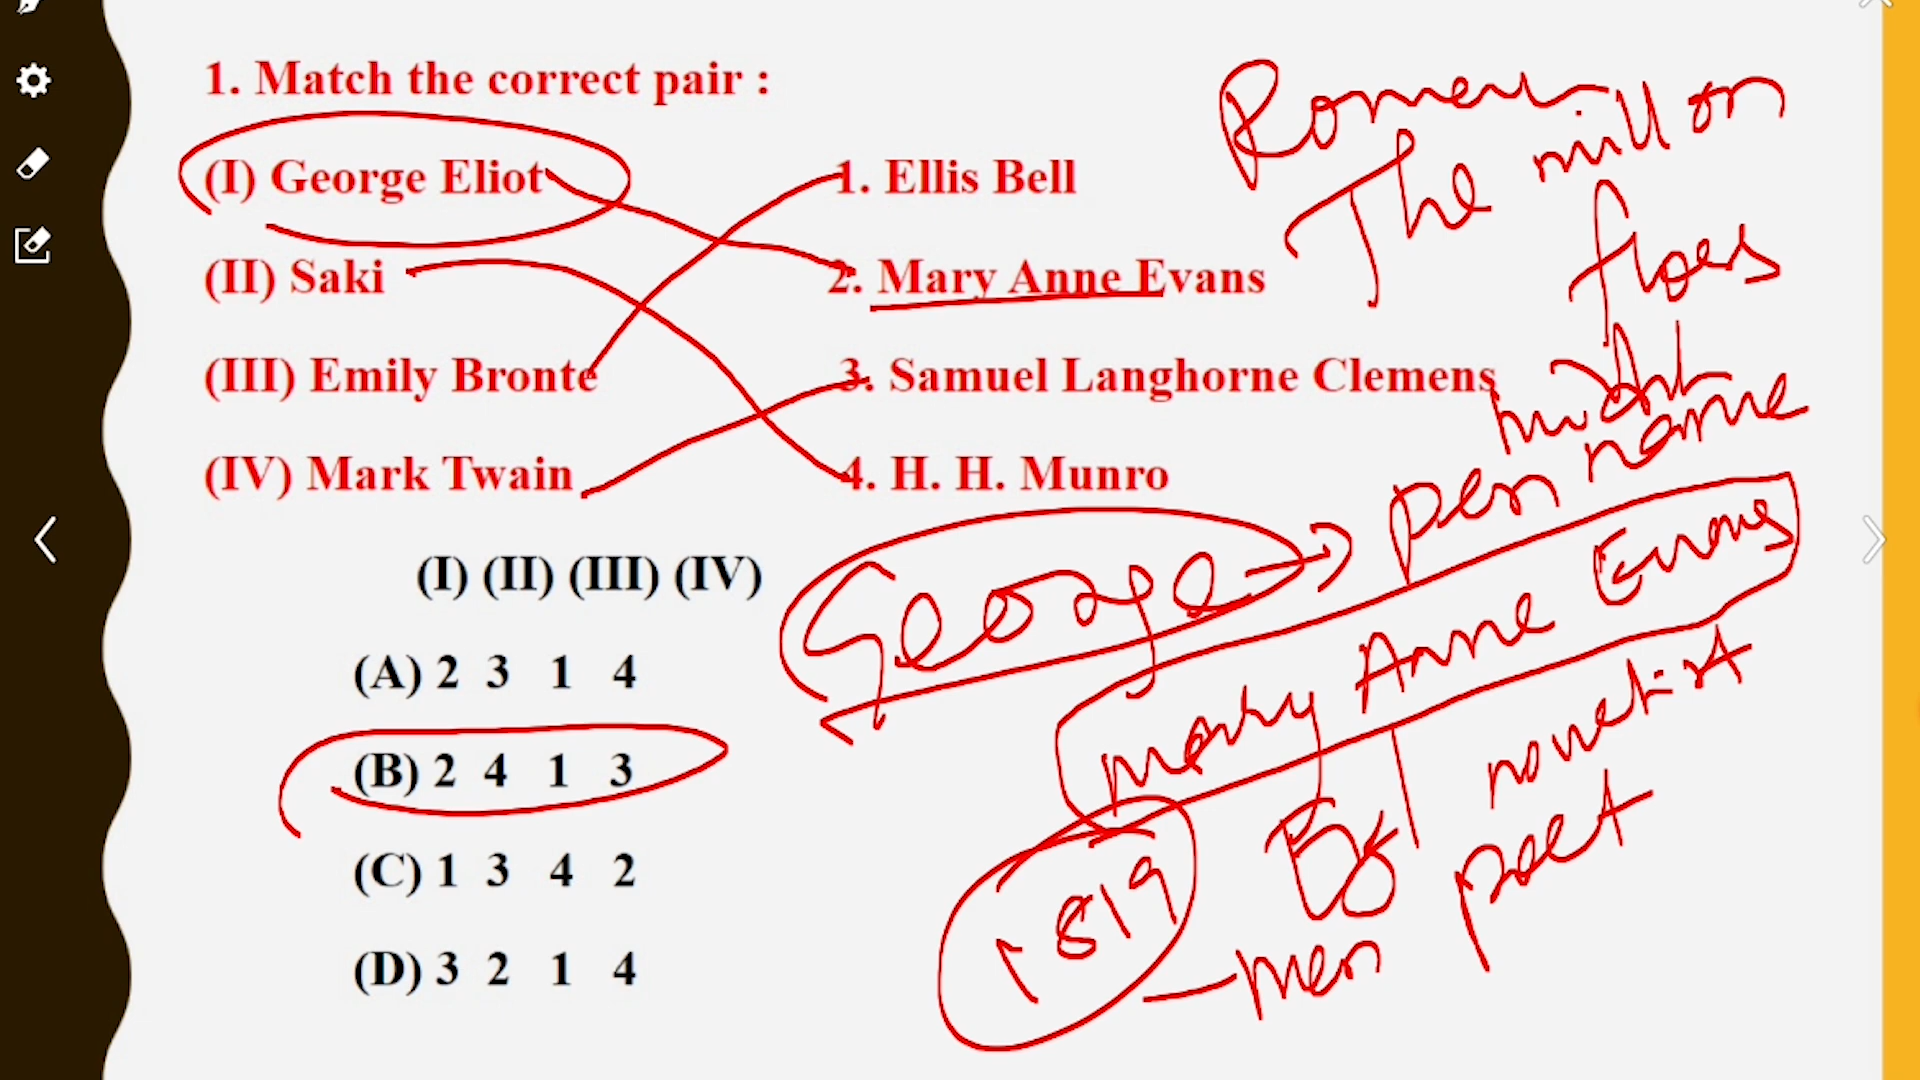 1. Match the correct pair :
(I) George Eliot 1. Ellis Bell
(II) Saki 2. Mary Anne Evans
(III) Emily Bronte 3. Samuel Langhorne Clemens
(IV) Mark Twain 4. H. H. Munro
(I) (II) (III) (IV)
(A) 2 3 1 4
(B) 2 4 1 3
(C) 1 3 4 2
(D) 3 2 1 4
The mill on
floss
George → pen name
Mary Anne Evans
1819
novelist
poet
men